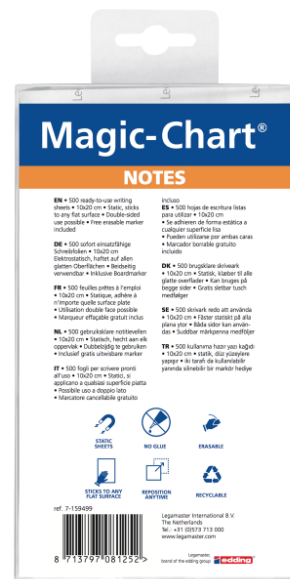 Magic-Chart®
NOTES
EN • 500 ready-to-use writing
sheets • 10x20 cm • Static, sticks
to any flat surface • Double-sided
use possible • Free erasable marker
included
DE • 500 sofort einsatzfähige
Schreibfolien • 10x20 cm
Elektrostatisch, haftet auf allen
glatten Oberflächen • Beidseitig
verwendbar • Inklusive Boardmarker
FR • 500 feuilles prêtes à l'emploi
• 10x20 cm • Statique, adhère à
n'importe quelle surface plate
• Utilisation double face possible
• Marqueur effaçable gratuit inclus
NL • 500 gebruiksklare notitievellen
• 10x20 cm • Statisch, hecht aan elk
oppervlak • Dubbelzijdig te gebruiken
• Inclusief gratis uitwisbare marker
IT • 500 fogli per scrivere pronti
all'uso • 10x20 cm • Statici, si
applicano a qualsiasi superficie piatta
• Possibile uso a doppio lato
• Marcatore cancellabile gratuito
incluso
ES • 500 hojas de escritura listas
para utilizar • 10x20 cm
• Se adhieren de forma estática a
cualquier superficie lisa
• Pueden utilizarse por ambas caras
• Marcador borrable gratuito
incluido
DK • 500 brugsklare skriveark
• 10x20 cm • Statisk, klæber til alle
glatte overflader • Kan bruges på
begge sider • Gratis sletbar tusch
medfølger
SE • 500 skrivark redo att använda
• 10x20 cm • Fäster statiskt på alla
plana ytor • Båda sidor kan använ-
das • Suddbar märkpenna medföljer
TR • 500 kullanıma hazır yazı kağıdı
• 10x20 cm • statik, düz yüzeylere
yapışır • iki tarafı da kullanılabilir
yanında silinebilir bir markör hediye
STATIC
SHEETS
NO GLUE
ERASABLE
STICKS TO ANY
FLAT SURFACE
REPOSITION
ANYTIME
RECYCLABLE
ref. 7-159499
8 713797 081252 >
Legamaster International B.V.
The Netherlands
Tel.: +31 (0)573 713 000
www.legamaster.com
Legamaster,
brand of the edding group
edding